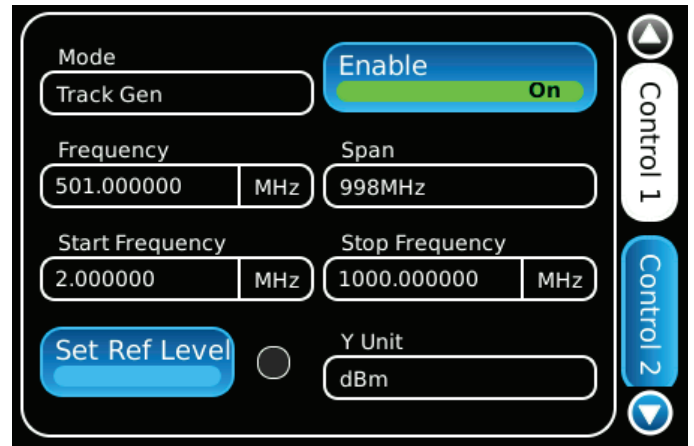 Mode
Enable
Track Gen
On
Frequency
Span
501.000000 MHz
998MHz
Start Frequency
Stop Frequency
2.000000 MHz
1000.000000 MHz
Set Ref Level
Y Unit
dBm
Control 1
Control 2